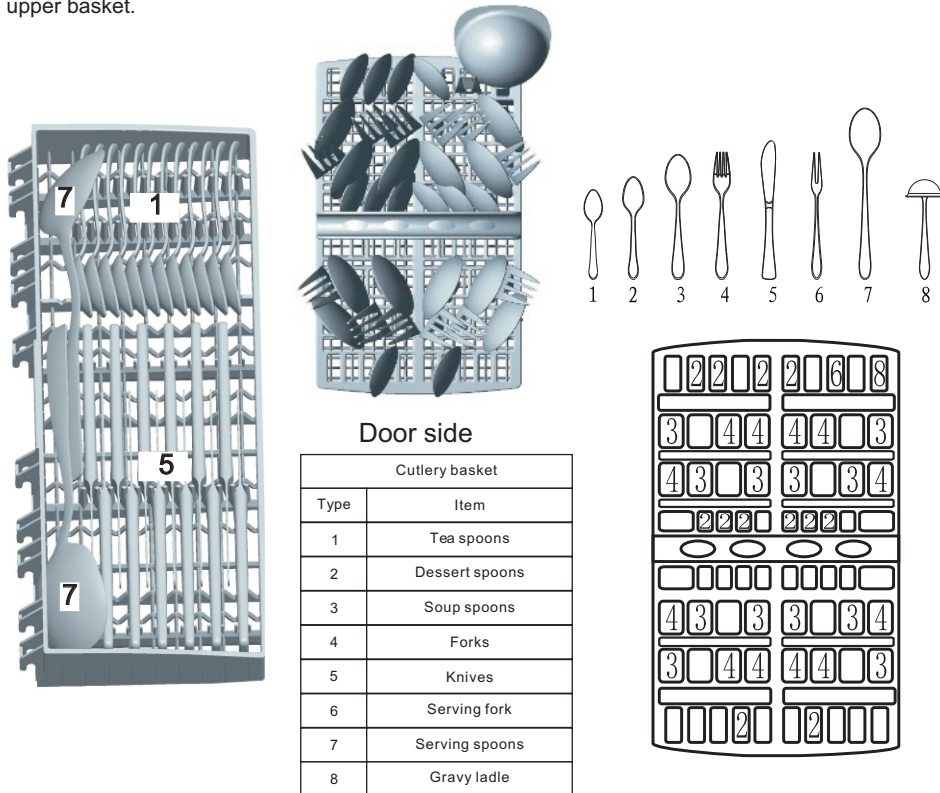 upper basket.
7
1
5
7
1 2 3 4 5 6 7 8
Door side
Cutlery basket
Type Item
1 Tea spoons
2 Dessert spoons
3 Soup spoons
4 Forks
5 Knives
6 Serving fork
7 Serving spoons
8 Gravy ladle
2 2 2 2 6 8
3 4 4 4 4 3
4 3 3 3 3 4
2 2 2 2 2 2
4 3 3 3 3 4
3 4 4 4 4 3
2 2